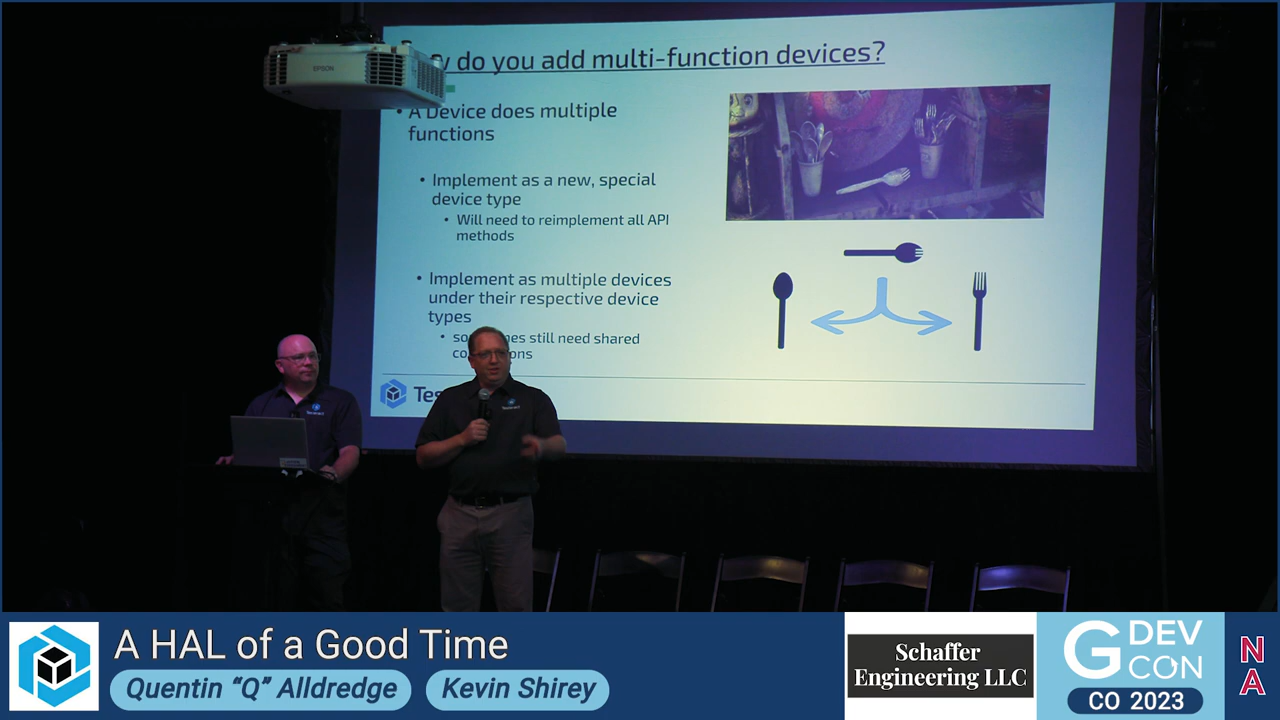 do you add multi-function devices?
• A Device does multiple
functions
• Implement as a new, special
device type
• Will need to reimplement all API
methods
• Implement as multiple devices
under their respective device
types
• still need shared
EPSON
A HAL of a Good Time
Quentin “Q” Alldredge
Kevin Shirey
Schaffer
Engineering LLC
G DEV
CON
CO 2023
N
A